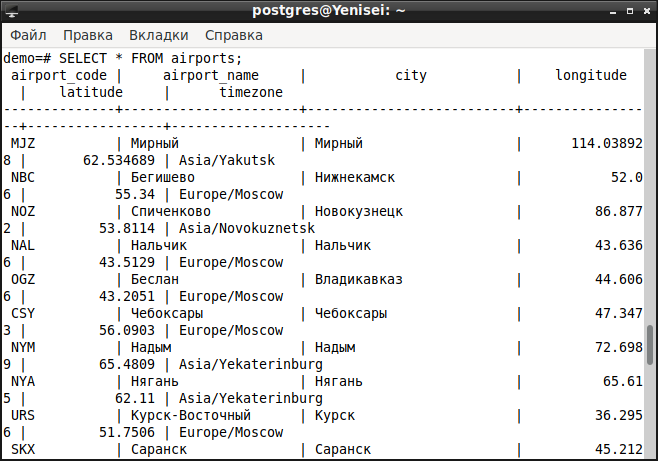 postgres@Yenisei: ~
Файл Правка Вкладки Справка
demo=# SELECT * FROM airports;
 airport_code |     airport_name     |           city           |    longitude
  |    latitude     |      timezone
--------------+----------------------+--------------------------+---------------
--+-----------------+--------------------
 MJZ          | Мирный               | Мирный                   |      114.03892
8 |       62.534689 | Asia/Yakutsk
 NBC          | Бегишево             | Нижнекамск               |           52.0
6 |           55.34 | Europe/Moscow
 NOZ          | Спиченково           | Новокузнецк              |         86.877
2 |         53.8114 | Asia/Novokuznetsk
 NAL          | Нальчик              | Нальчик                  |         43.636
6 |         43.5129 | Europe/Moscow
 OGZ          | Беслан               | Владикавказ              |         44.606
6 |         43.2051 | Europe/Moscow
 CSY          | Чебоксары            | Чебоксары                |         47.347
3 |         56.0903 | Europe/Moscow
 NYM          | Надым                | Надым                    |         72.698
9 |         65.4809 | Asia/Yekaterinburg
 NYA          | Нягань               | Нягань                   |          65.61
5 |           62.11 | Asia/Yekaterinburg
 URS          | Курск-Восточный      | Курск                    |         36.295
6 |         51.7506 | Europe/Moscow
 SKX          | Саранск              | Саранск                  |         45.212